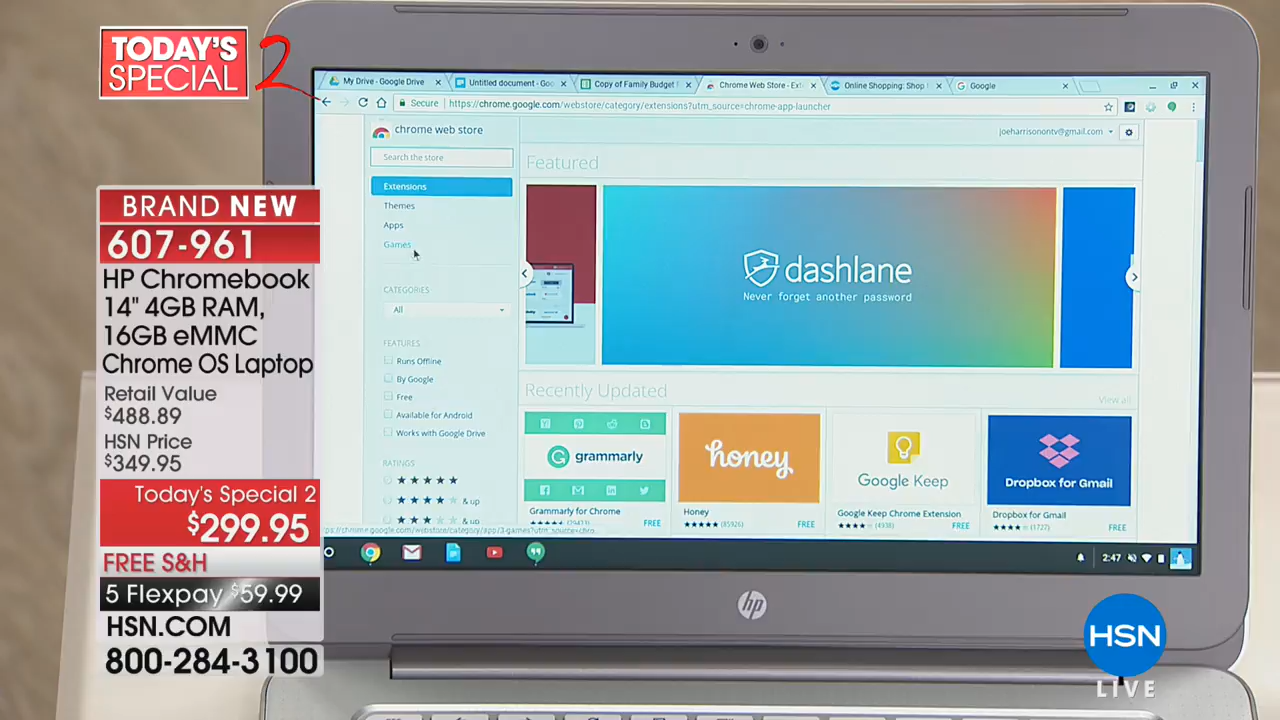 TODAY'S
SPECIAL 2
BRAND NEW
607-961
HP Chromebook
14" 4GB RAM,
16GB eMMC
Chrome OS Laptop
Retail Value
$488.89
HSN Price
$349.95
Today's Special 2
$299.95
FREE S&H
5 Flexpay $59.99
HSN.COM
800-284-3100
My Drive - Google Drive
Untitled document - Goo
Copy of Family Budget
Chrome Web Store - Ext
Online Shopping: Shop
Google
Secure https://chrome.google.com/webstore/category/extensions?utm_source=chrome-app-launcher
chrome web store
joeharrisonontv@gmail.com
Search the store
Extensions
Themes
Apps
Games
CATEGORIES
All
FEATURES
Runs Offline
By Google
Free
Available for Android
Works with Google Drive
RATINGS
& up
& up
Featured
dashlane
Never forget another password
Recently Updated
View all
grammarly
Grammarly for Chrome
FREE
honey
Honey
(85926)
FREE
Google Keep
Google Keep Chrome Extension
(4938)
FREE
Dropbox for Gmail
Dropbox for Gmail
(1727)
FREE
2:47
hp
HSN
LIVE